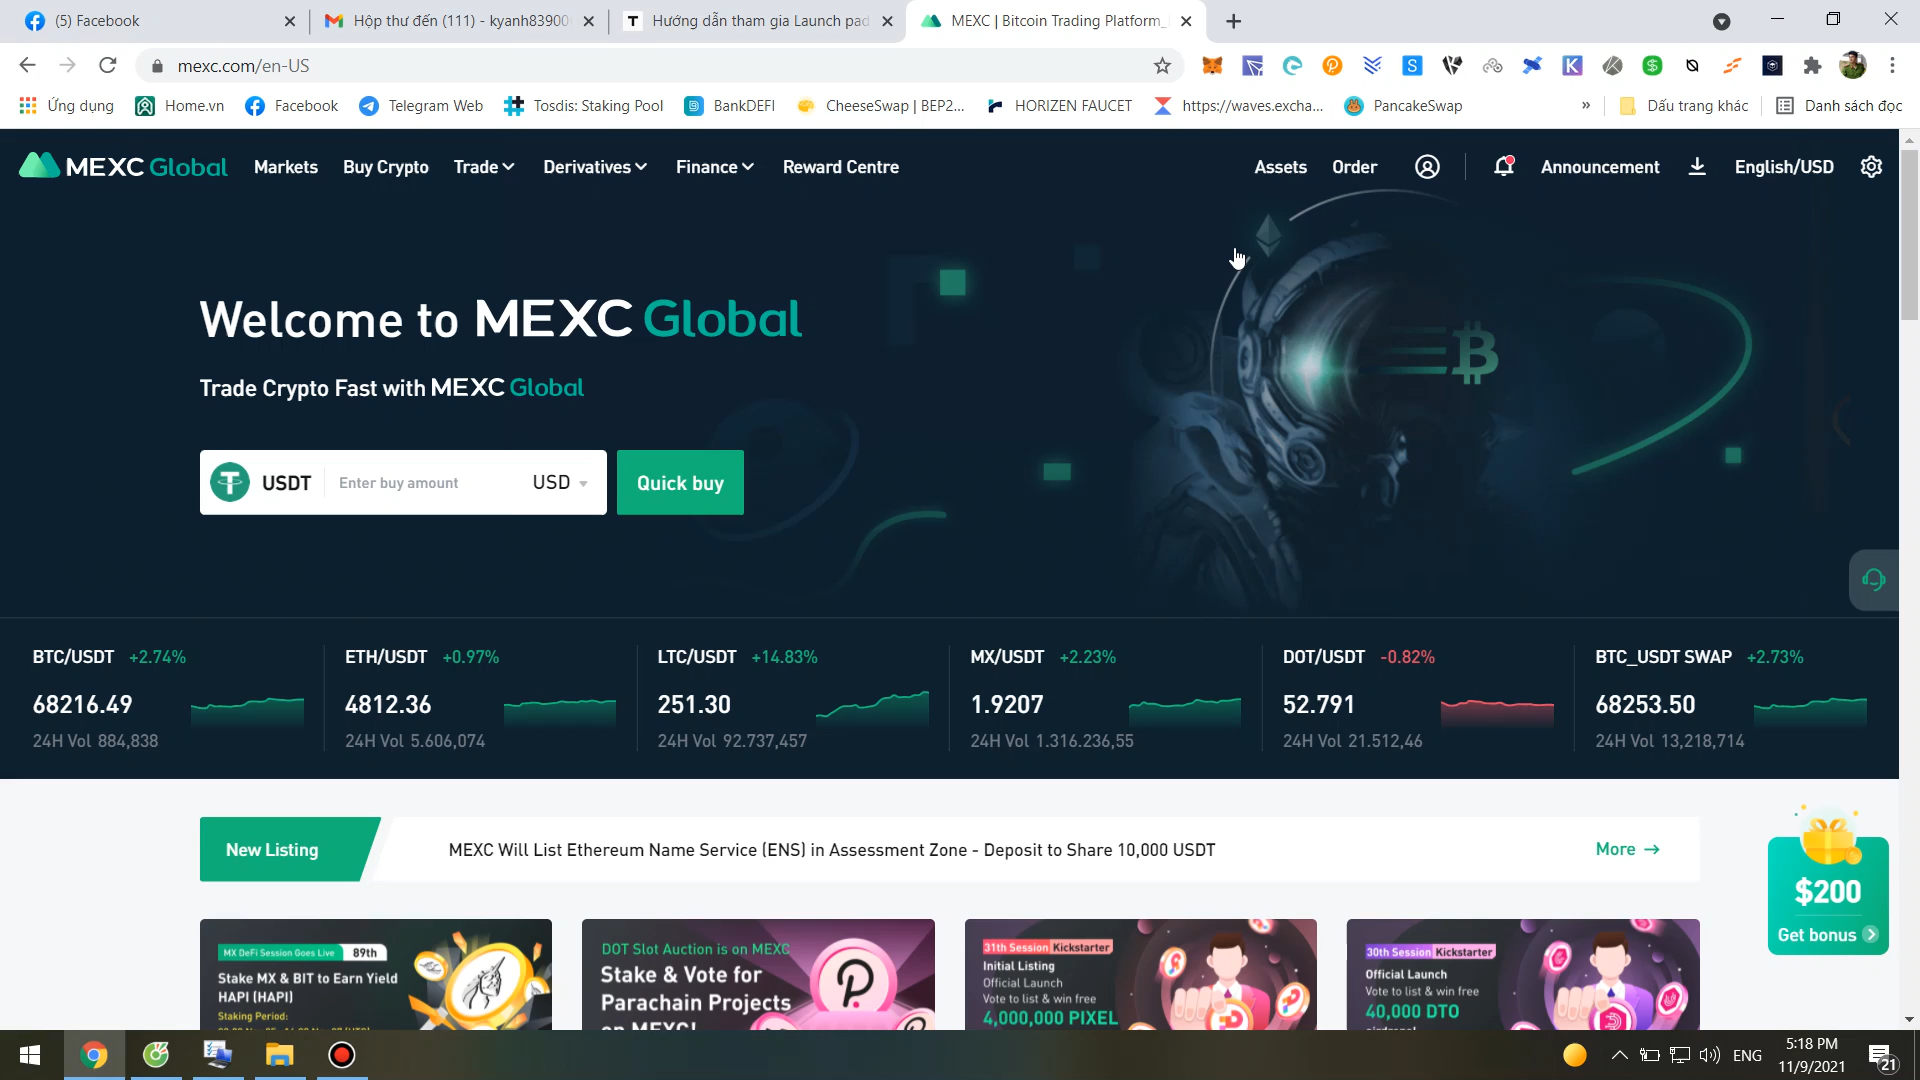 (5) Facebook
Hộp thư đến (111) - kyanh83900
Hướng dẫn tham gia Launch pad
MEXC | Bitcoin Trading Platform_
mexc.com/en-US
Ứng dụng
Home.vn
Facebook
Telegram Web
Tosdis: Staking Pool
BankDEFI
CheeseSwap | BEP2...
HORIZEN FAUCET
https://waves.excha...
PancakeSwap
»
Dấu trang khác
Danh sách đọc
MEXC Global
Markets
Buy Crypto
Trade
Derivatives
Finance
Reward Centre
Assets
Order
Announcement
English/USD
Welcome to MEXC Global
Trade Crypto Fast with MEXC Global
USDT
Enter buy amount
USD
Quick buy
BTC/USDT +2.74%
68216.49
24H Vol 884,838
ETH/USDT +0.97%
4812.36
24H Vol 5.606,074
LTC/USDT +14.83%
251.30
24H Vol 92.737,457
MX/USDT +2.23%
1.9207
24H Vol 1.316.236,55
DOT/USDT -0.82%
52.791
24H Vol 21.512,46
BTC_USDT SWAP +2.73%
68253.50
24H Vol 13,218,714
New Listing
MEXC Will List Ethereum Name Service (ENS) in Assessment Zone - Deposit to Share 10,000 USDT
More →
$200
Get bonus
MX DeFi Session Goes Live 89th
Stake MX & BIT to Earn Yield
HAPI (HAPI)
Staking Period:
DOT Slot Auction is on MEXC
Stake & Vote for
Parachain Projects
on MEXC!
31th Session Kickstarter
Initial Listing
Official Launch
Vote to list & win free
4,000,000 PIXEL
30th Session Kickstarter
Official Launch
Vote to list & win free
40,000 DTO
ENG
5:18 PM
11/9/2021
21